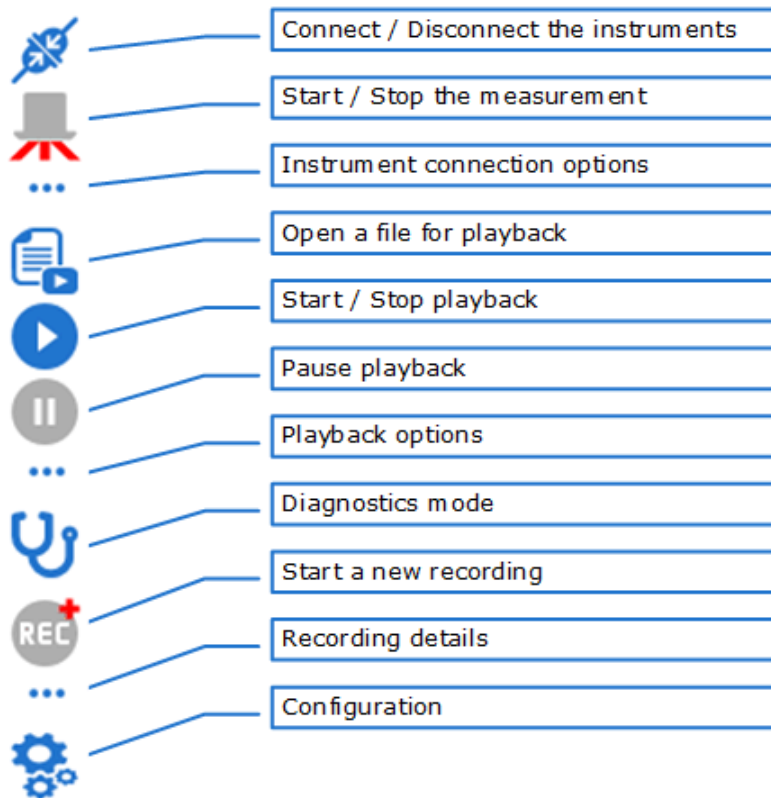 Connect / Disconnect the instruments
Start / Stop the measurement
Instrument connection options
Open a file for playback
Start / Stop playback
Pause playback
Playback options
Diagnostics mode
Start a new recording
REC
Recording details
Configuration